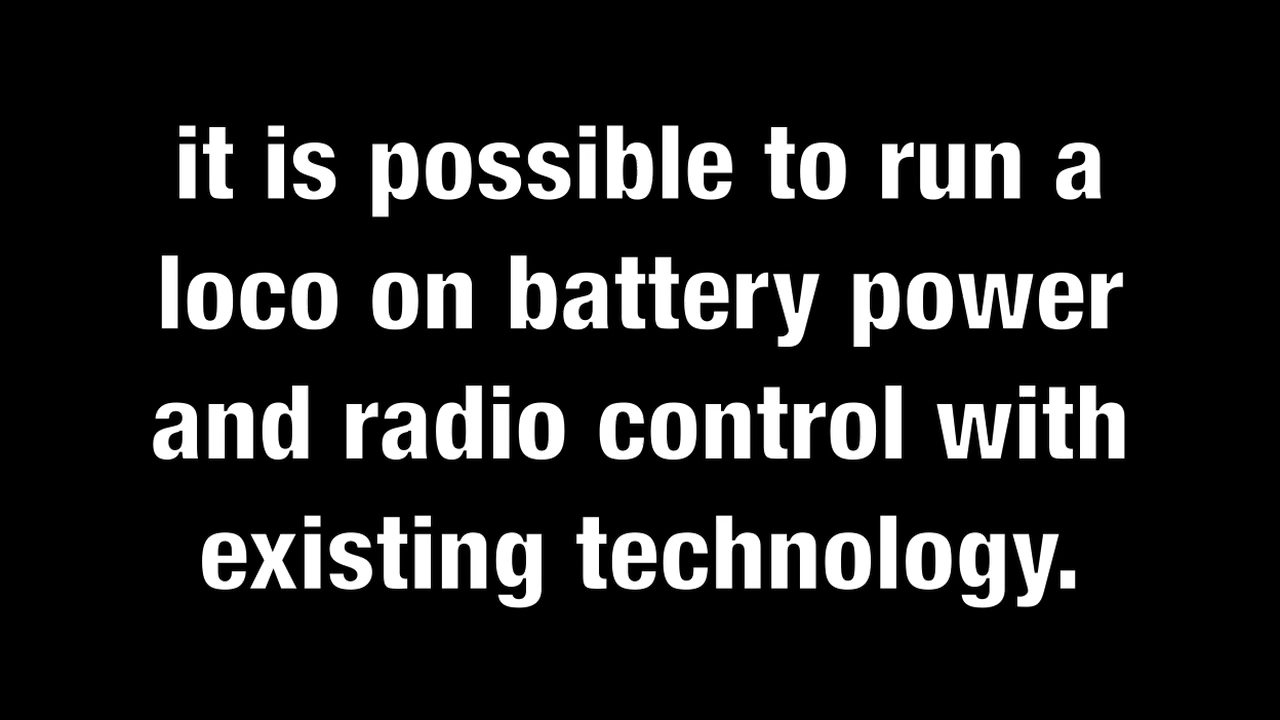 it is possible to run a
loco on battery power
and radio control with
existing technology.